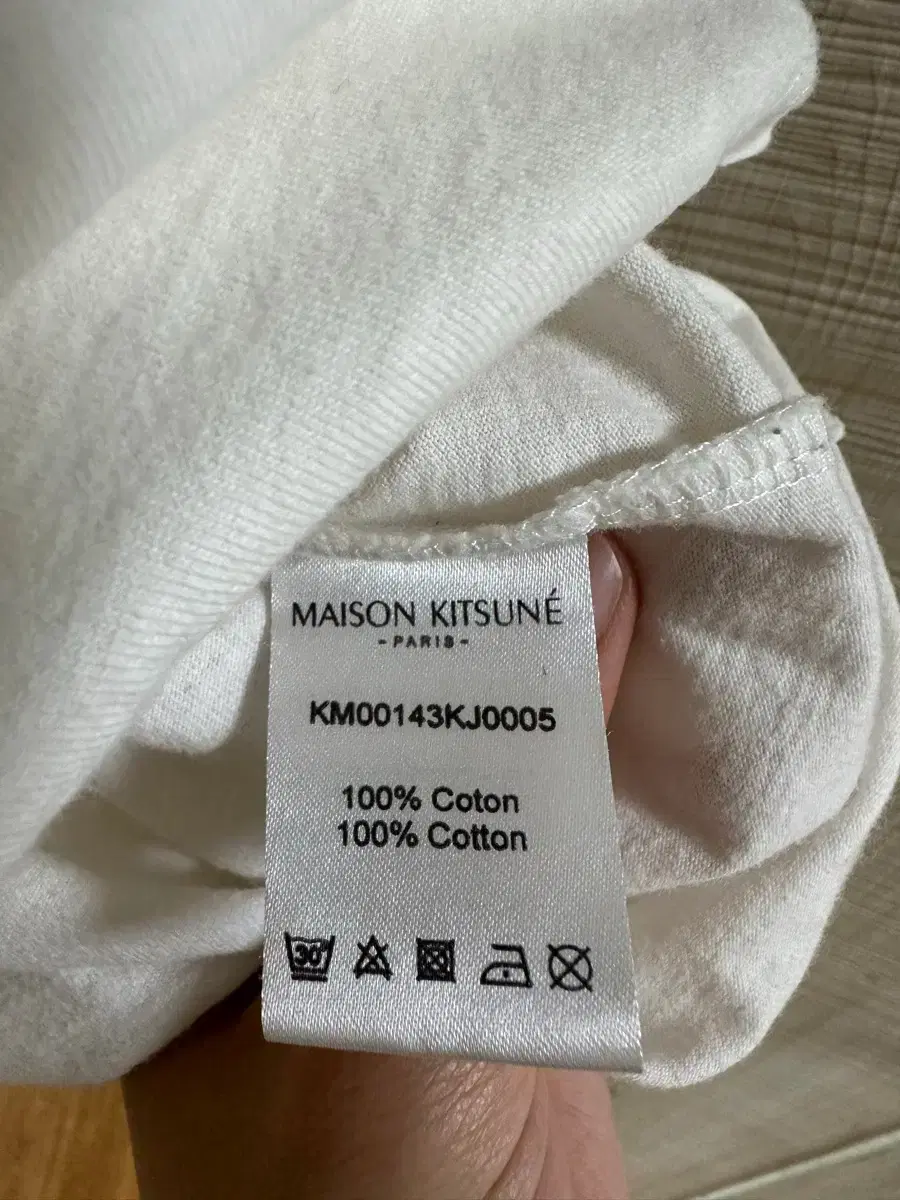 MAISON KITSUNÉ
-PARIS-
KM00143KJ0005
100% Coton
100% Cotton
30°